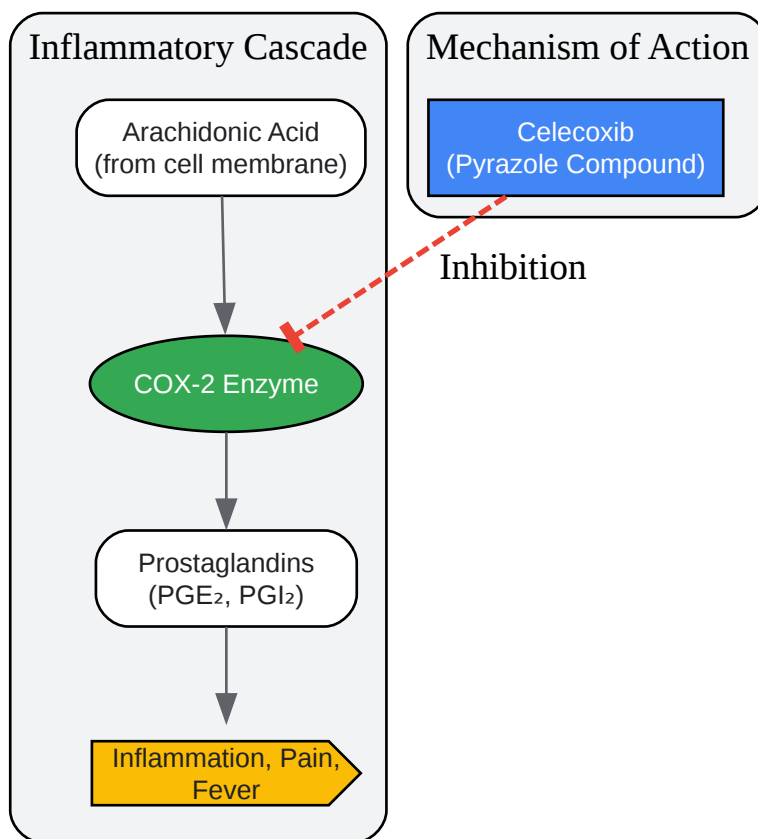 Inflammatory Cascade
Arachidonic Acid
(from cell membrane)
COX-2 Enzyme
Prostaglandins
(PGE₂, PGI₂)
Inflammation, Pain,
Fever
Mechanism of Action
Celecoxib
(Pyrazole Compound)
Inhibition